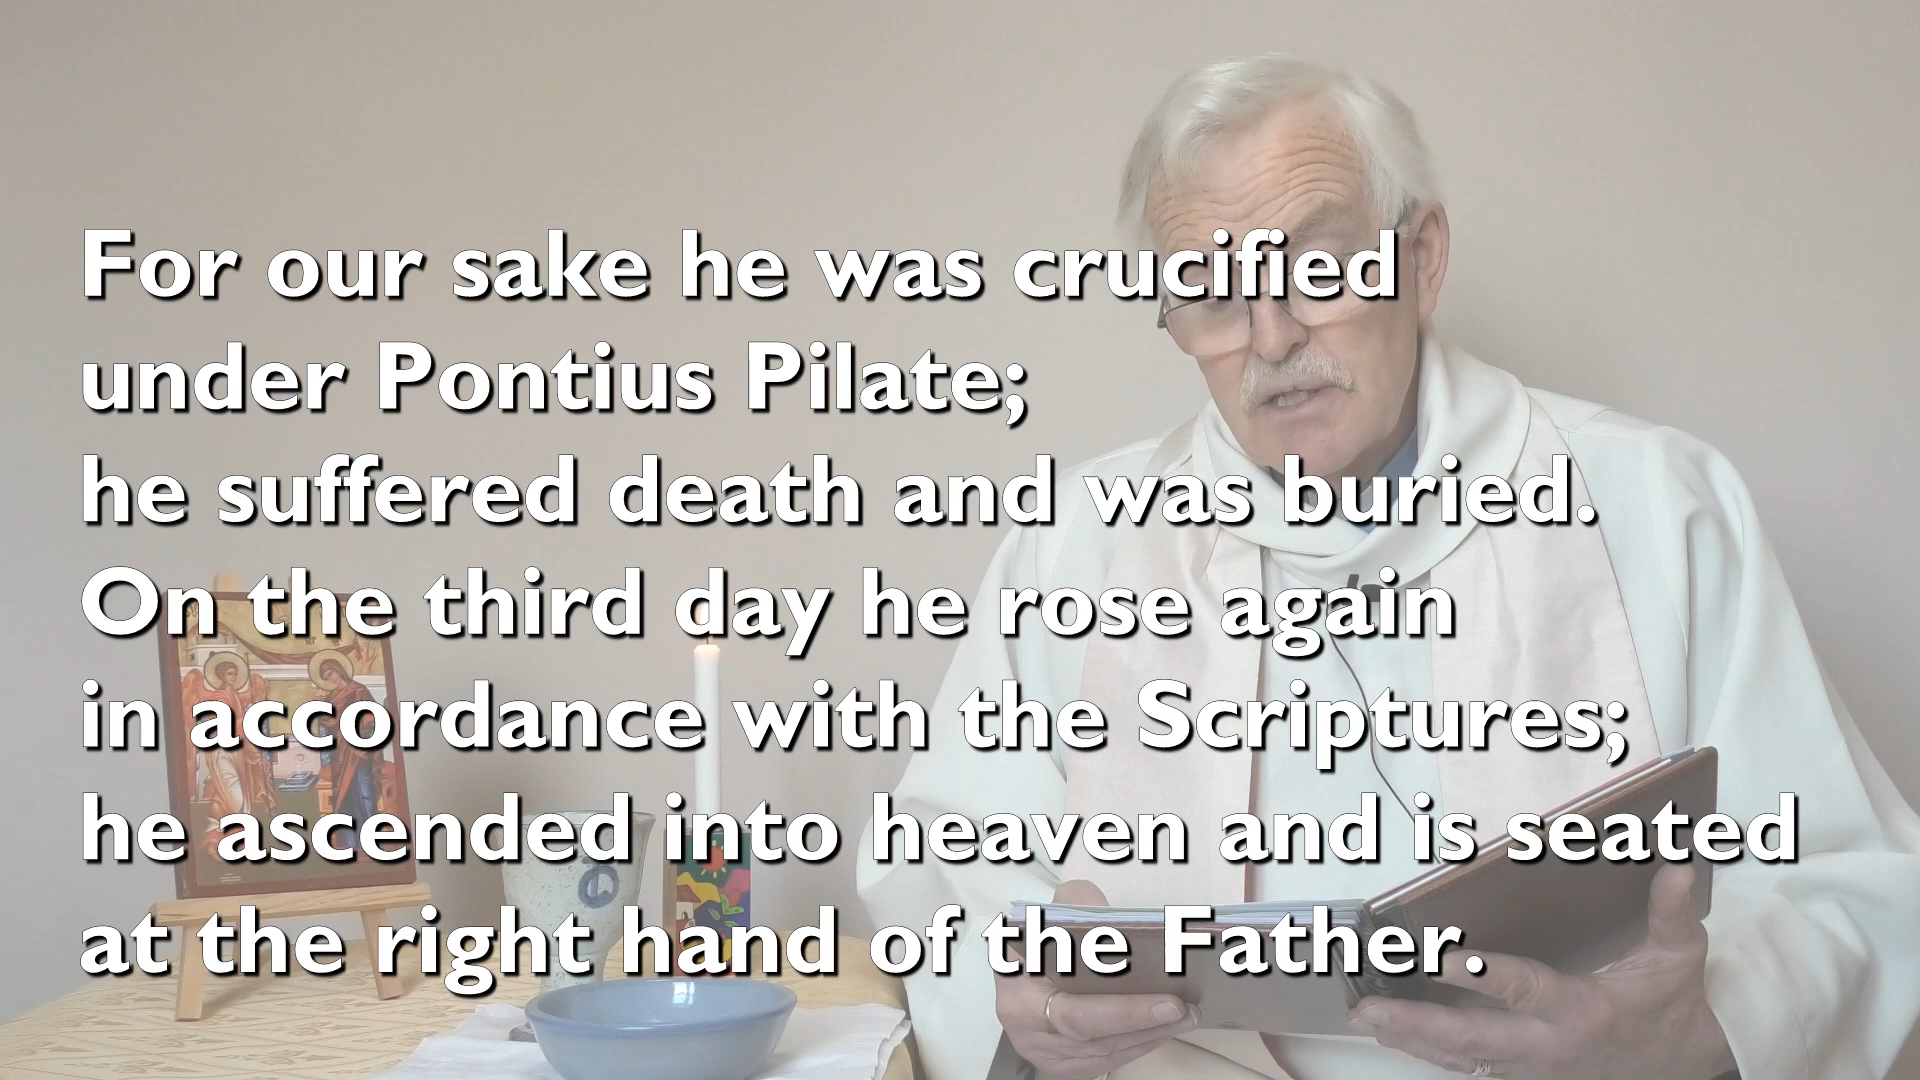 For our sake he was crucified
under Pontius Pilate;
he suffered death and was buried.
On the third day he rose again
in accordance with the Scriptures;
he ascended into heaven and is seated
at the right hand of the Father.